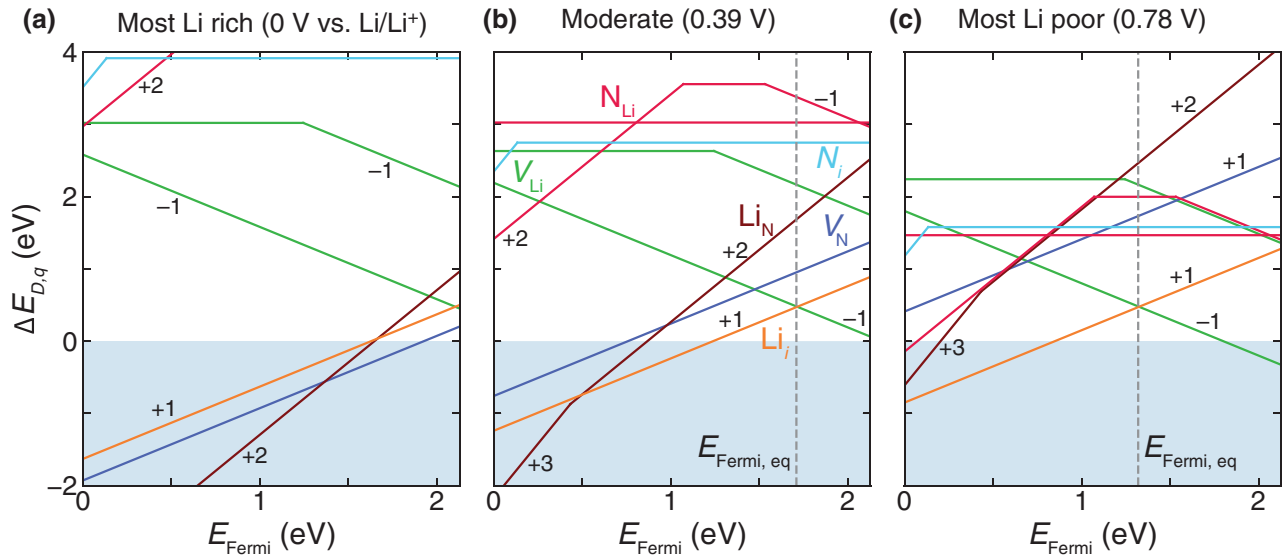 (a) Most Li rich (0 V vs. Li/Li⁺)
(b) Moderate (0.39 V)
(c) Most Li poor (0.78 V)
4
2
0
−2
ΔE_D,q (eV)
+2
−1
−1
+1
+2
0
1
2
E_Fermi (eV)
N_Li
−1
N_i
V_Li
Li_N
V_N
+2
+2
+1
Li_i
−1
+3
E_Fermi, eq
0
1
2
E_Fermi (eV)
+2
+1
+1
−1
+3
E_Fermi, eq
0
1
2
E_Fermi (eV)